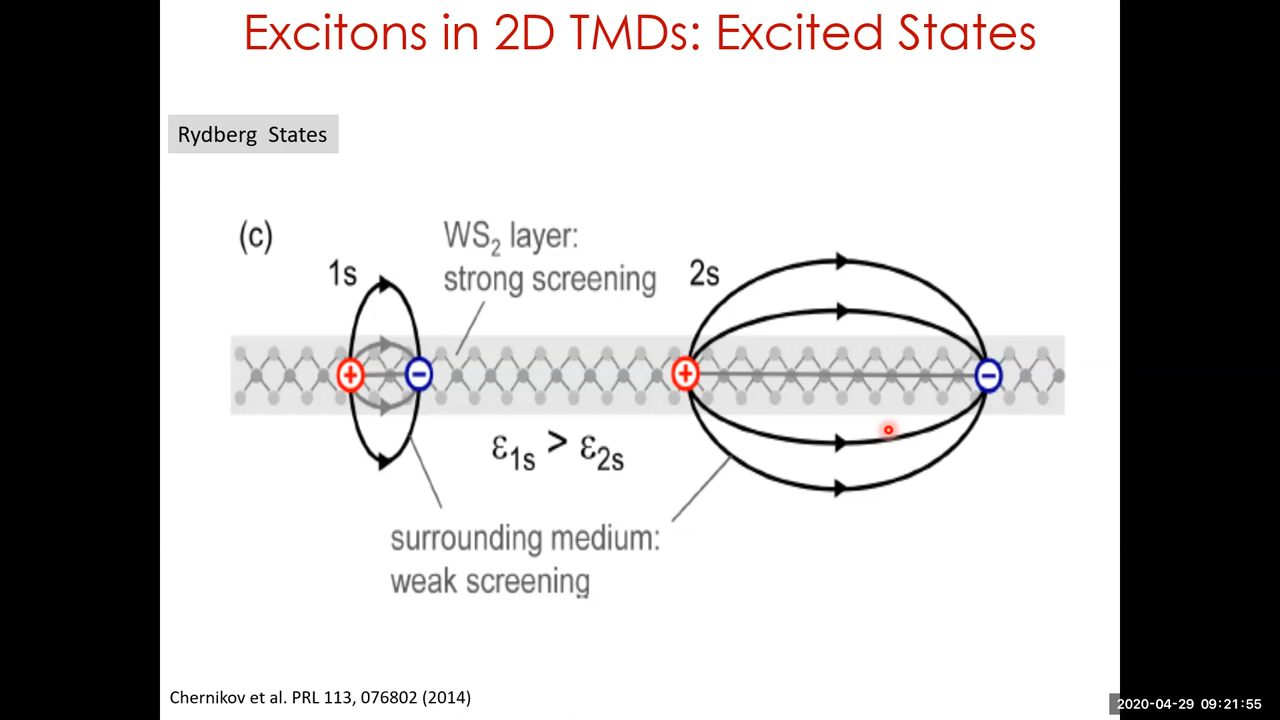 Excitons in 2D TMDs: Excited States
Rydberg States
(c)
WS₂ layer:
strong screening
1s
2s
+
−
+
−
ε₁ₛ > ε₂ₛ
surrounding medium:
weak screening
Chernikov et al. PRL 113, 076802 (2014)
2020-04-29 09:21:55